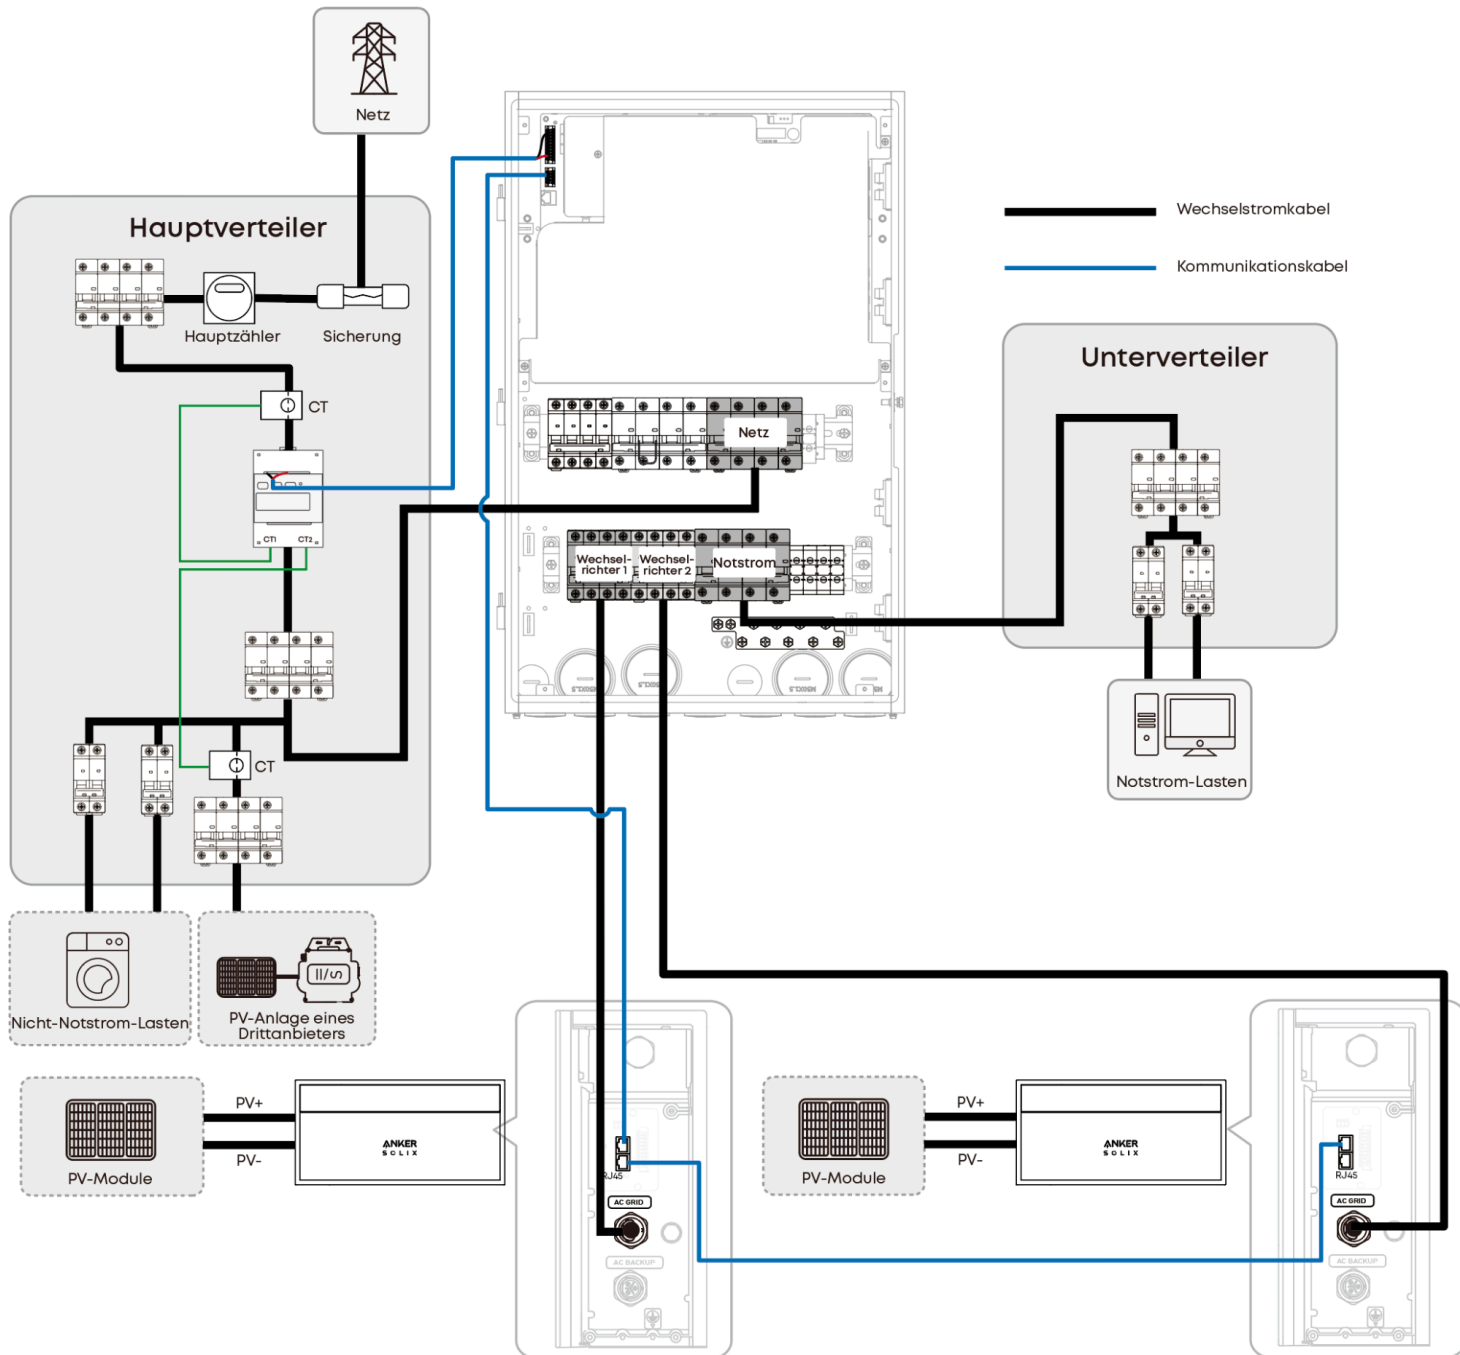 Netz
Hauptverteiler
Hauptzähler
Sicherung
CT
CT1
CT2
CT
Nicht-Notstrom-Lasten
PV-Anlage eines
Drittanbieters
Netz
Wechsel-
richter 1
Wechsel-
richter 2
Notstrom
Wechselstromkabel
Kommunikationskabel
Unterverteiler
Notstrom-Lasten
PV-Module
PV+
PV-
ANKER
SOLIX
RJ45
AC GRID
AC BACKUP
PV-Module
PV+
PV-
ANKER
SOLIX
RJ45
AC GRID
AC BACKUP